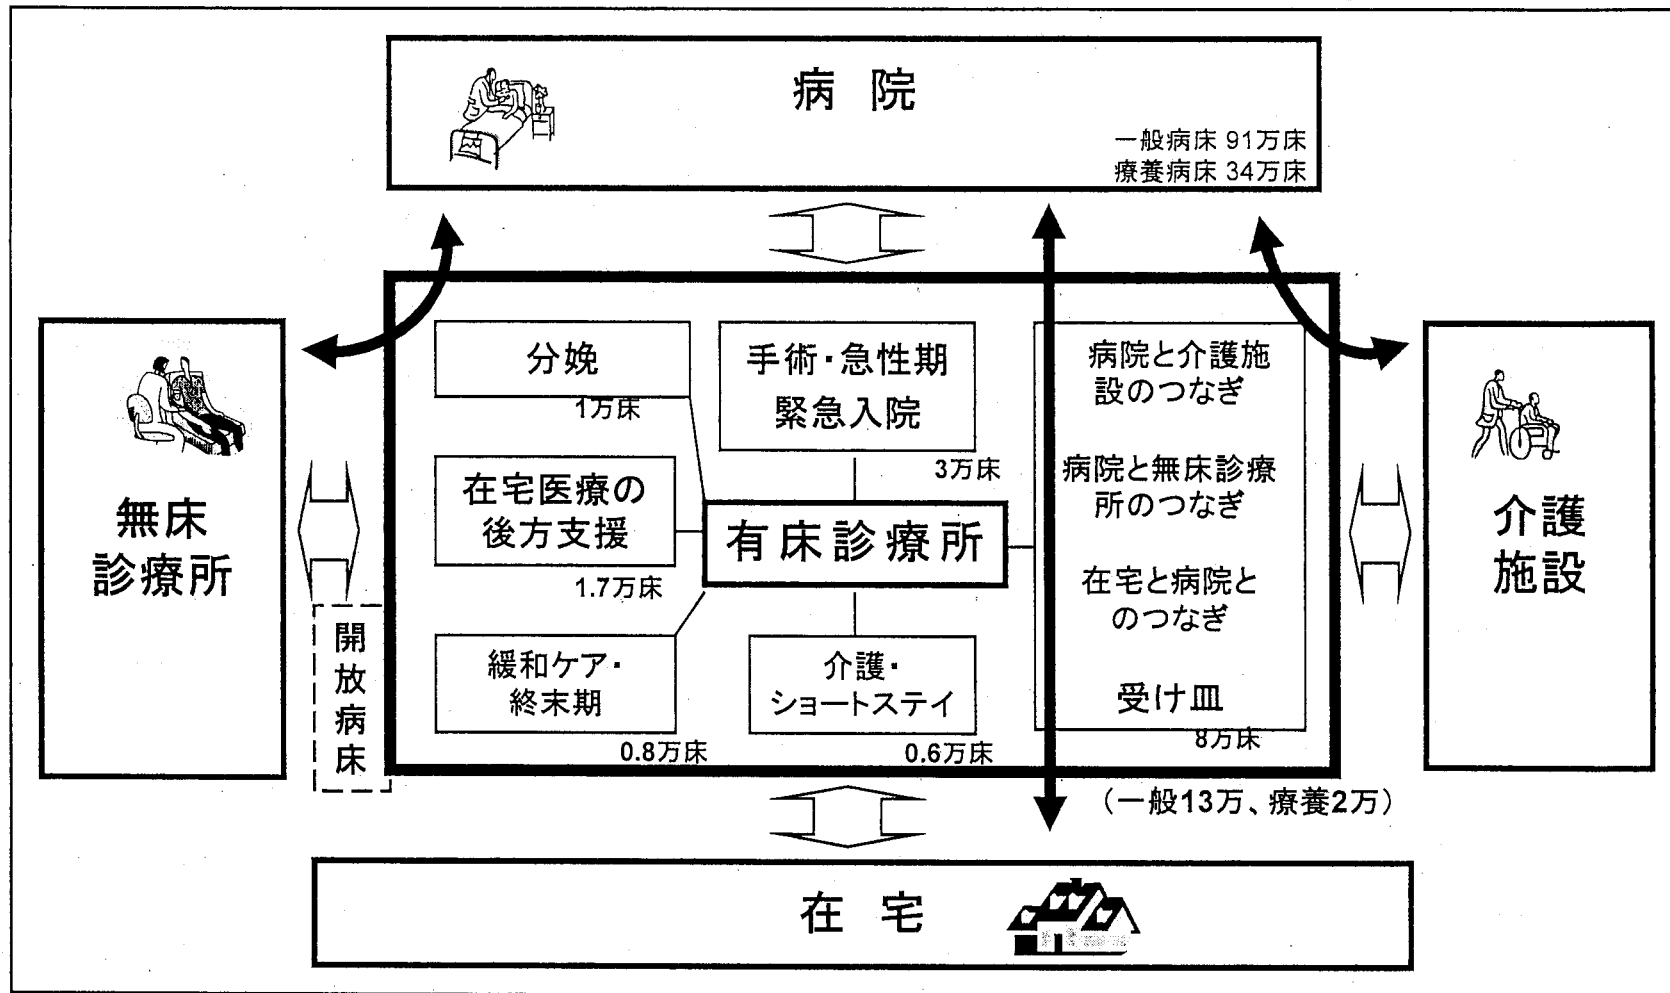 病 院
一般病床 91万床
療養病床 34万床
無床
診療所
開
放
病
床
分娩
1万床
手術・急性期
緊急入院
3万床
在宅医療の
後方支援
1.7万床
有床診療所
緩和ケア・
終末期
0.8万床
介護・
ショートステイ
0.6万床
病院と介護施
設のつなぎ
病院と無床診療
所のつなぎ
在宅と病院と
のつなぎ
受け皿
8万床
介護
施設
（一般13万、療養2万）
在 宅